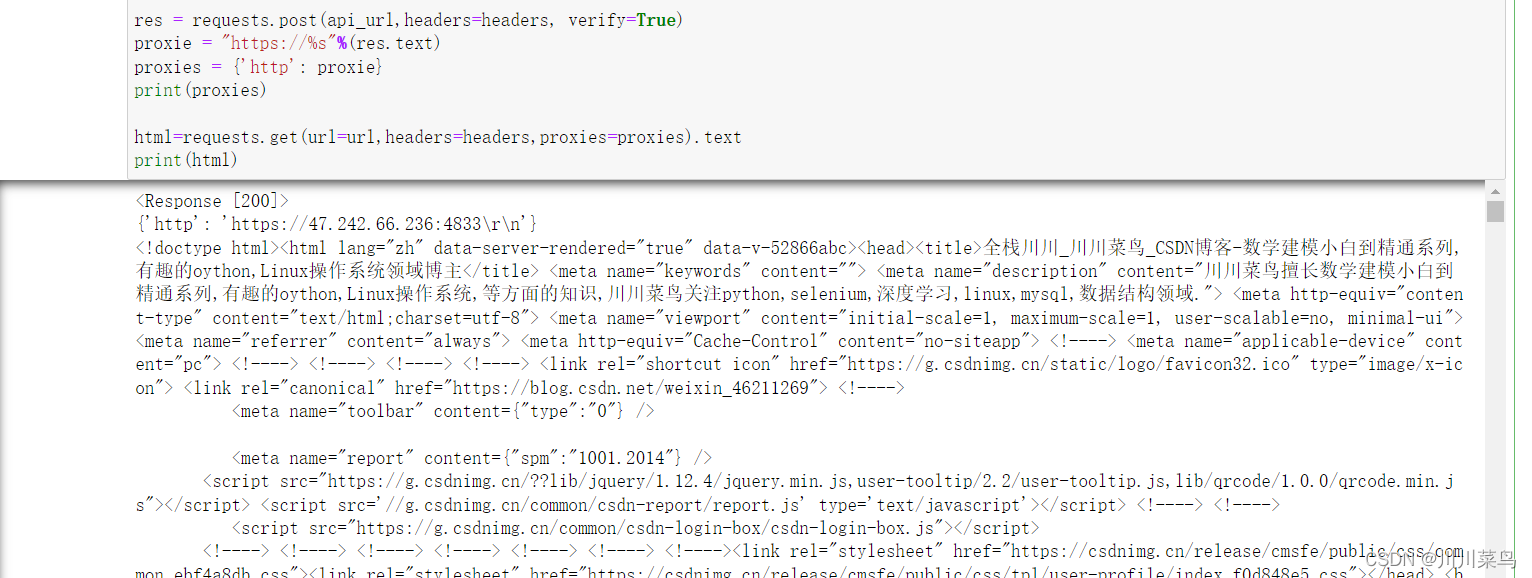 res = requests.post(api_url,headers=headers, verify=True)
proxie = "https://%s"%(res.text)
proxies = {'http': proxie}
print(proxies)
html=requests.get(url=url,headers=headers,proxies=proxies).text
print(html)
<Response [200]>
{'http': 'https://47.242.66.236:4833\r\n'}
<!doctype html><html lang="zh" data-server-rendered="true" data-v-52866abc><head><title>全栈川川_川川菜鸟_CSDN博客-数学建模小白到精通系列,
有趣的oython,Linux操作系统领域博主</title> <meta name="keywords" content=""> <meta name="description" content="川川菜鸟擅长数学建模小白到
精通系列,有趣的oython,Linux操作系统,等方面的知识,川川菜鸟关注python,selenium,深度学习,linux,mysql,数据结构领域."> <meta http-equiv="conten
t-type" content="text/html;charset=utf-8"> <meta name="viewport" content="initial-scale=1, maximum-scale=1, user-scalable=no, minimal-ui">
<meta name="referrer" content="always"> <meta http-equiv="Cache-Control" content="no-siteapp"> <!----> <meta name="applicable-device" cont
ent="pc"> <!----> <!----> <!----> <!----> <link rel="shortcut icon" href="https://g.csdnimg.cn/static/logo/favicon32.ico" type="image/x-ic
on"> <link rel="canonical" href="https://blog.csdn.net/weixin_46211269"> <!---->
<meta name="toolbar" content={"type":"0"} />
<meta name="report" content={"spm":"1001.2014"} />
<script src="https://g.csdnimg.cn/??lib/jquery/1.12.4/jquery.min.js,user-tooltip/2.2/user-tooltip.js,lib/qrcode/1.0.0/qrcode.min.j
s"></script> <script src='//g.csdnimg.cn/common/csdn-report/report.js' type='text/javascript'></script> <!----> <!---->
<script src="https://g.csdnimg.cn/common/csdn-login-box/csdn-login-box.js"></script>
<!----> <!----> <!----> <!----> <!----> <!----> <!----><link rel="stylesheet" href="https://csdnimg.cn/release/cmsfe/public/css/com
mon.ebf4a8db.css"><link rel="stylesheet" href="https://csdnimg.cn/release/cmsfe/public/css/tpl/user-profile/index.f0d848e5.css"></head> <b
CSDN @川川菜鸟